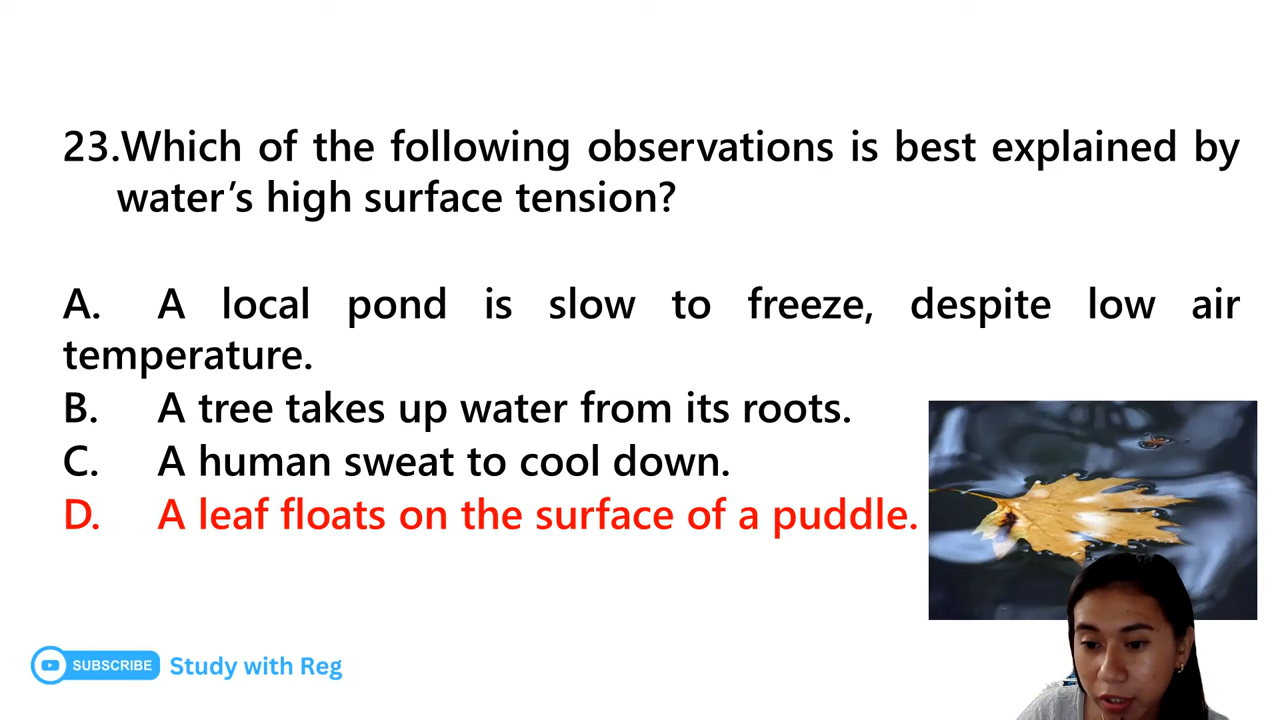 23.Which of the following observations is best explained by
water’s high surface tension?
A. A local pond is slow to freeze, despite low air
temperature.
B. A tree takes up water from its roots.
C. A human sweat to cool down.
D. A leaf floats on the surface of a puddle.
SUBSCRIBE Study with Reg